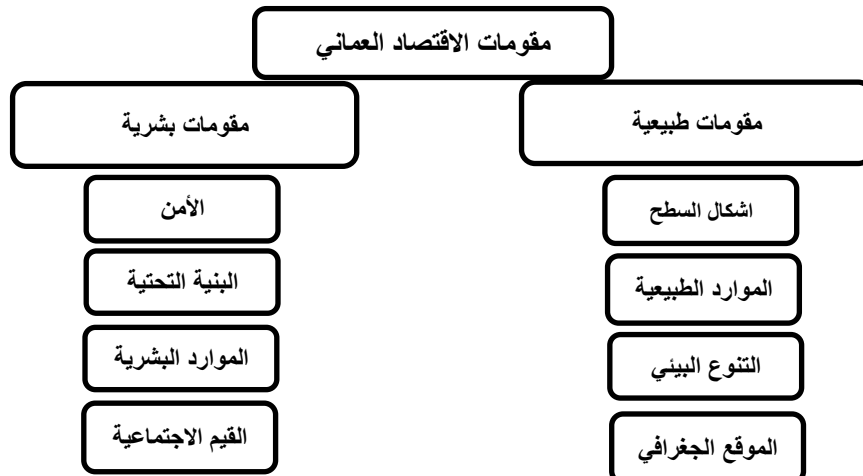 مقومات الاقتصاد العماني
مقومات طبيعية
مقومات بشرية
اشكال السطح
الموارد الطبيعية
التنوع البيئي
الموقع الجغرافي
الأمن
البنية التحتية
الموارد البشرية
القيم الاجتماعية